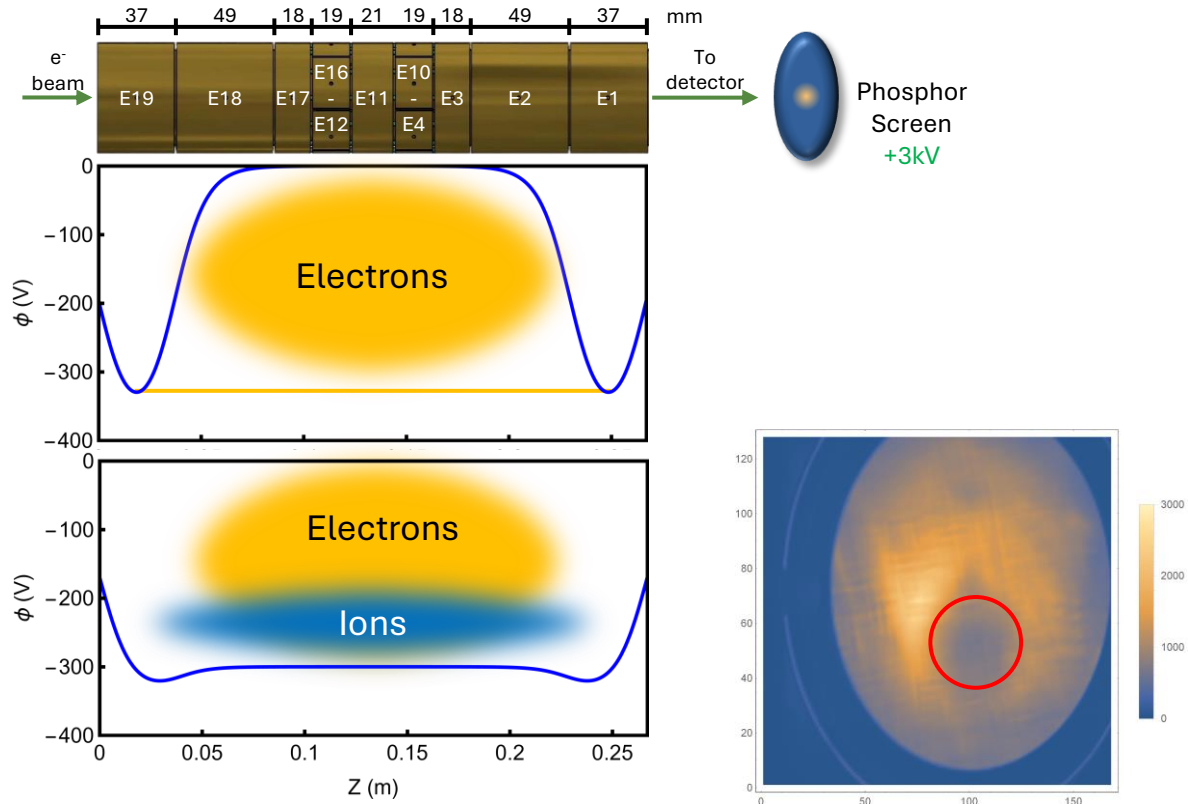 37 49 18 19 21 19 18 49 37 mm
e-
beam
E19 E18 E17 E16 - E12 E11 E10 - E4 E3 E2 E1
To
detector
Phosphor
Screen
+3kV
0
−100
−200
−300
−400
ϕ (V)
Electrons
0
−100
−200
−300
−400
ϕ (V)
Electrons
Ions
0 0.05 0.1 0.15 0.2 0.25
Z (m)
120
100
80
60
40
20
0
0 50 100 150
3000
2000
1000
0